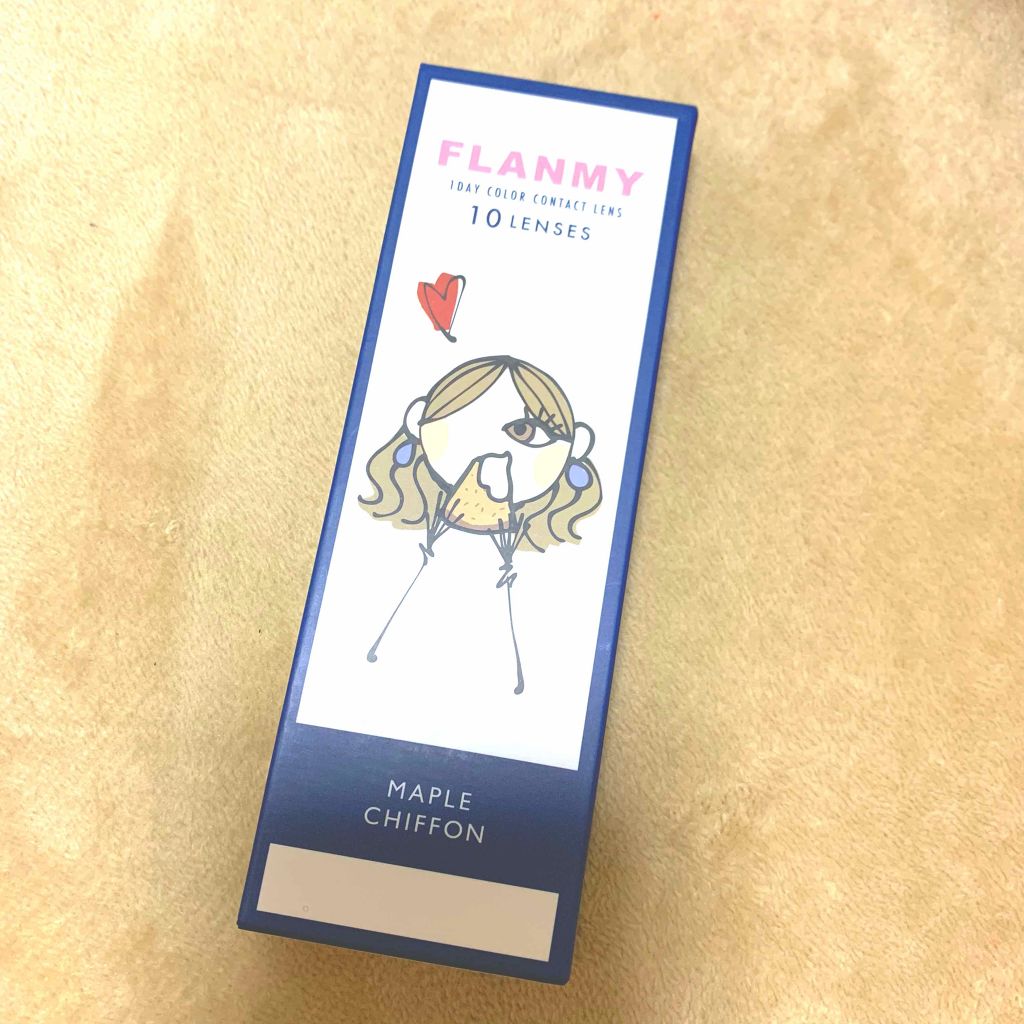 FLANMY
1DAY COLOR CONTACT LENS
10 LENSES
MAPLE
CHIFFON